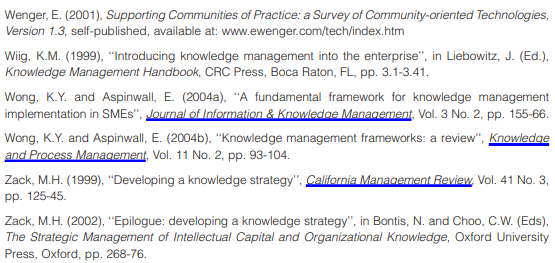 Wenger, E. (2001), Supporting Communities of Practice: a Survey of Community-oriented Technologies,
Version 1.3, self-published, available at: www.ewenger.com/tech/index.htm
Wiig, K.M. (1999), ‘‘Introducing knowledge management into the enterprise’’, in Liebowitz, J. (Ed.),
Knowledge Management Handbook, CRC Press, Boca Raton, FL, pp. 3.1-3.41.
Wong, K.Y. and Aspinwall, E. (2004a), ‘‘A fundamental framework for knowledge management
implementation in SMEs’’, Journal of Information & Knowledge Management, Vol. 3 No. 2, pp. 155-66.
Wong, K.Y. and Aspinwall, E. (2004b), ‘‘Knowledge management frameworks: a review’’, Knowledge
and Process Management, Vol. 11 No. 2, pp. 93-104.
Zack, M.H. (1999), ‘‘Developing a knowledge strategy’’, California Management Review, Vol. 41 No. 3,
pp. 125-45.
Zack, M.H. (2002), ‘‘Epilogue: developing a knowledge strategy’’, in Bontis, N. and Choo, C.W. (Eds),
The Strategic Management of Intellectual Capital and Organizational Knowledge, Oxford University
Press, Oxford, pp. 268-76.